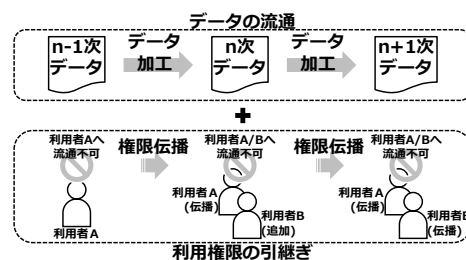 データの流通
n-1次
データ
データ
加工
n次
データ
データ
加工
n+1次
データ
+
利用者Aへ
流通不可
権限伝播
利用者A/Bへ
流通不可
権限伝播
利用者A/Bへ
流通不可
利用者A
利用者A
(伝播)
利用者B
(追加)
利用者A
(伝播)
利用者B
(伝播)
利用権限の引継ぎ